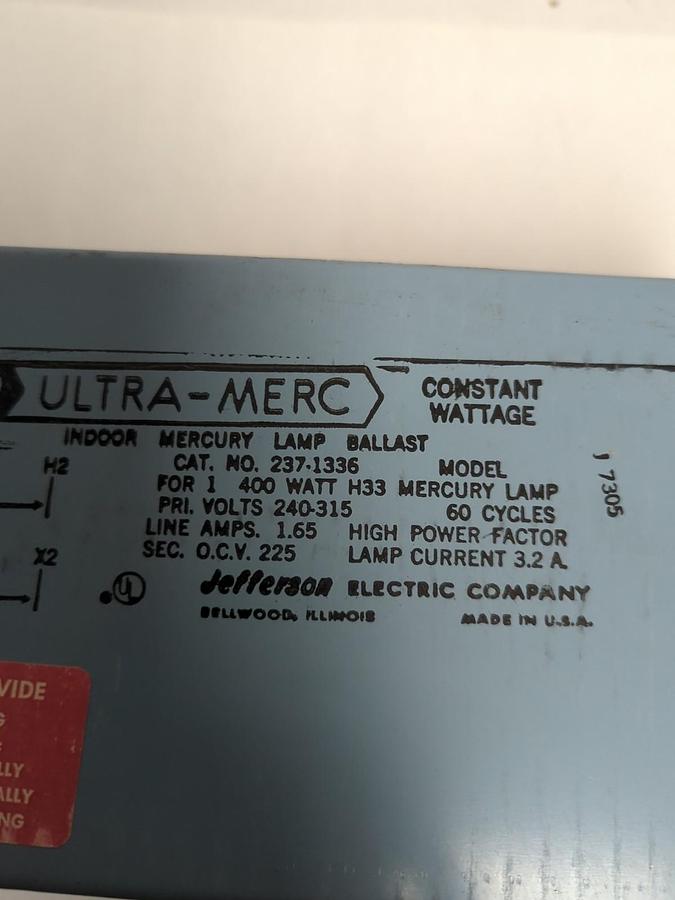 ULTRA-MERC
CONSTANT
WATTAGE
INDOOR MERCURY LAMP BALLAST
H2
CAT. NO. 237-1336 MODEL
FOR 1 400 WATT H33 MERCURY LAMP
PRI. VOLTS 240-315 60 CYCLES
LINE AMPS. 1.65 HIGH POWER FACTOR
X2
SEC. O.C.V. 225 LAMP CURRENT 3.2 A
UL
Jefferson ELECTRIC COMPANY
BELLWOOD, ILLINOIS MADE IN U.S.A.
J 7305
VIDE
G
LLY
ALLY
NG